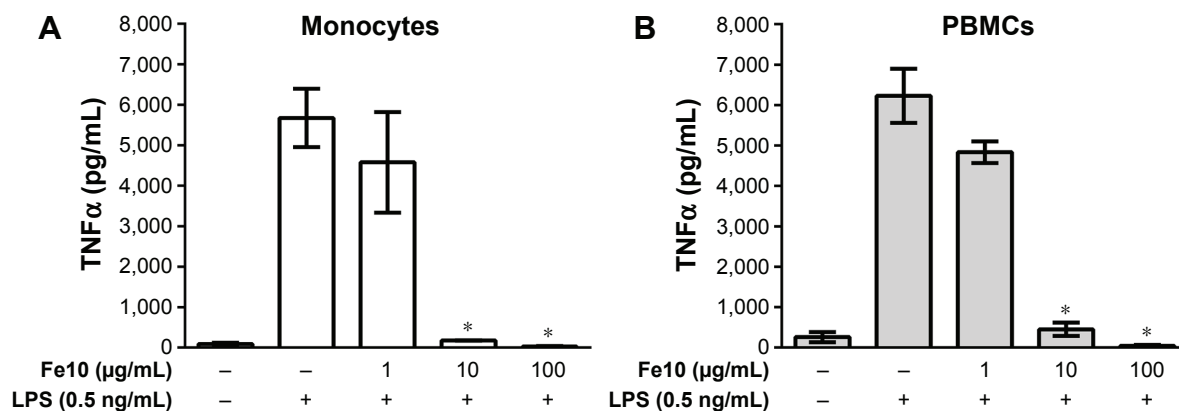 A
Monocytes
8,000
7,000
6,000
5,000
4,000
3,000
2,000
1,000
0
TNFα (pg/mL)
* *
Fe10 (µg/mL) – – 1 10 100
LPS (0.5 ng/mL) – + + + +
B
PBMCs
8,000
7,000
6,000
5,000
4,000
3,000
2,000
1,000
0
TNFα (pg/mL)
*
*
Fe10 (µg/mL) – – 1 10 100
LPS (0.5 ng/mL) – + + + +